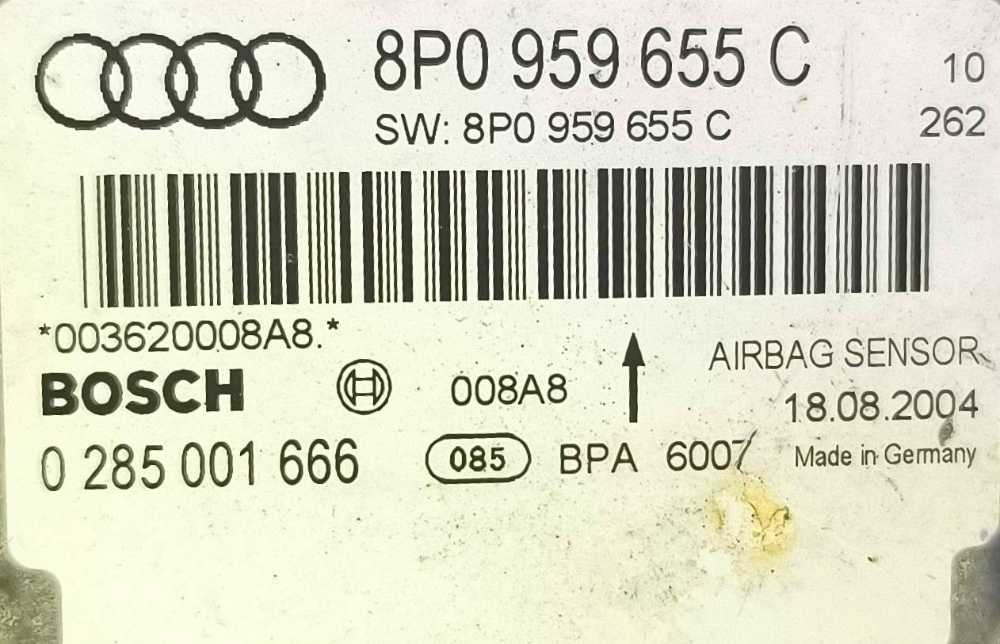 8P0 959 655 C
10
SW: 8P0 959 655 C
262
*003620008A8.*
AIRBAG SENSOR
BOSCH
008A8
18.08.2004
0 285 001 666
085
BPA 6007
Made in Germany